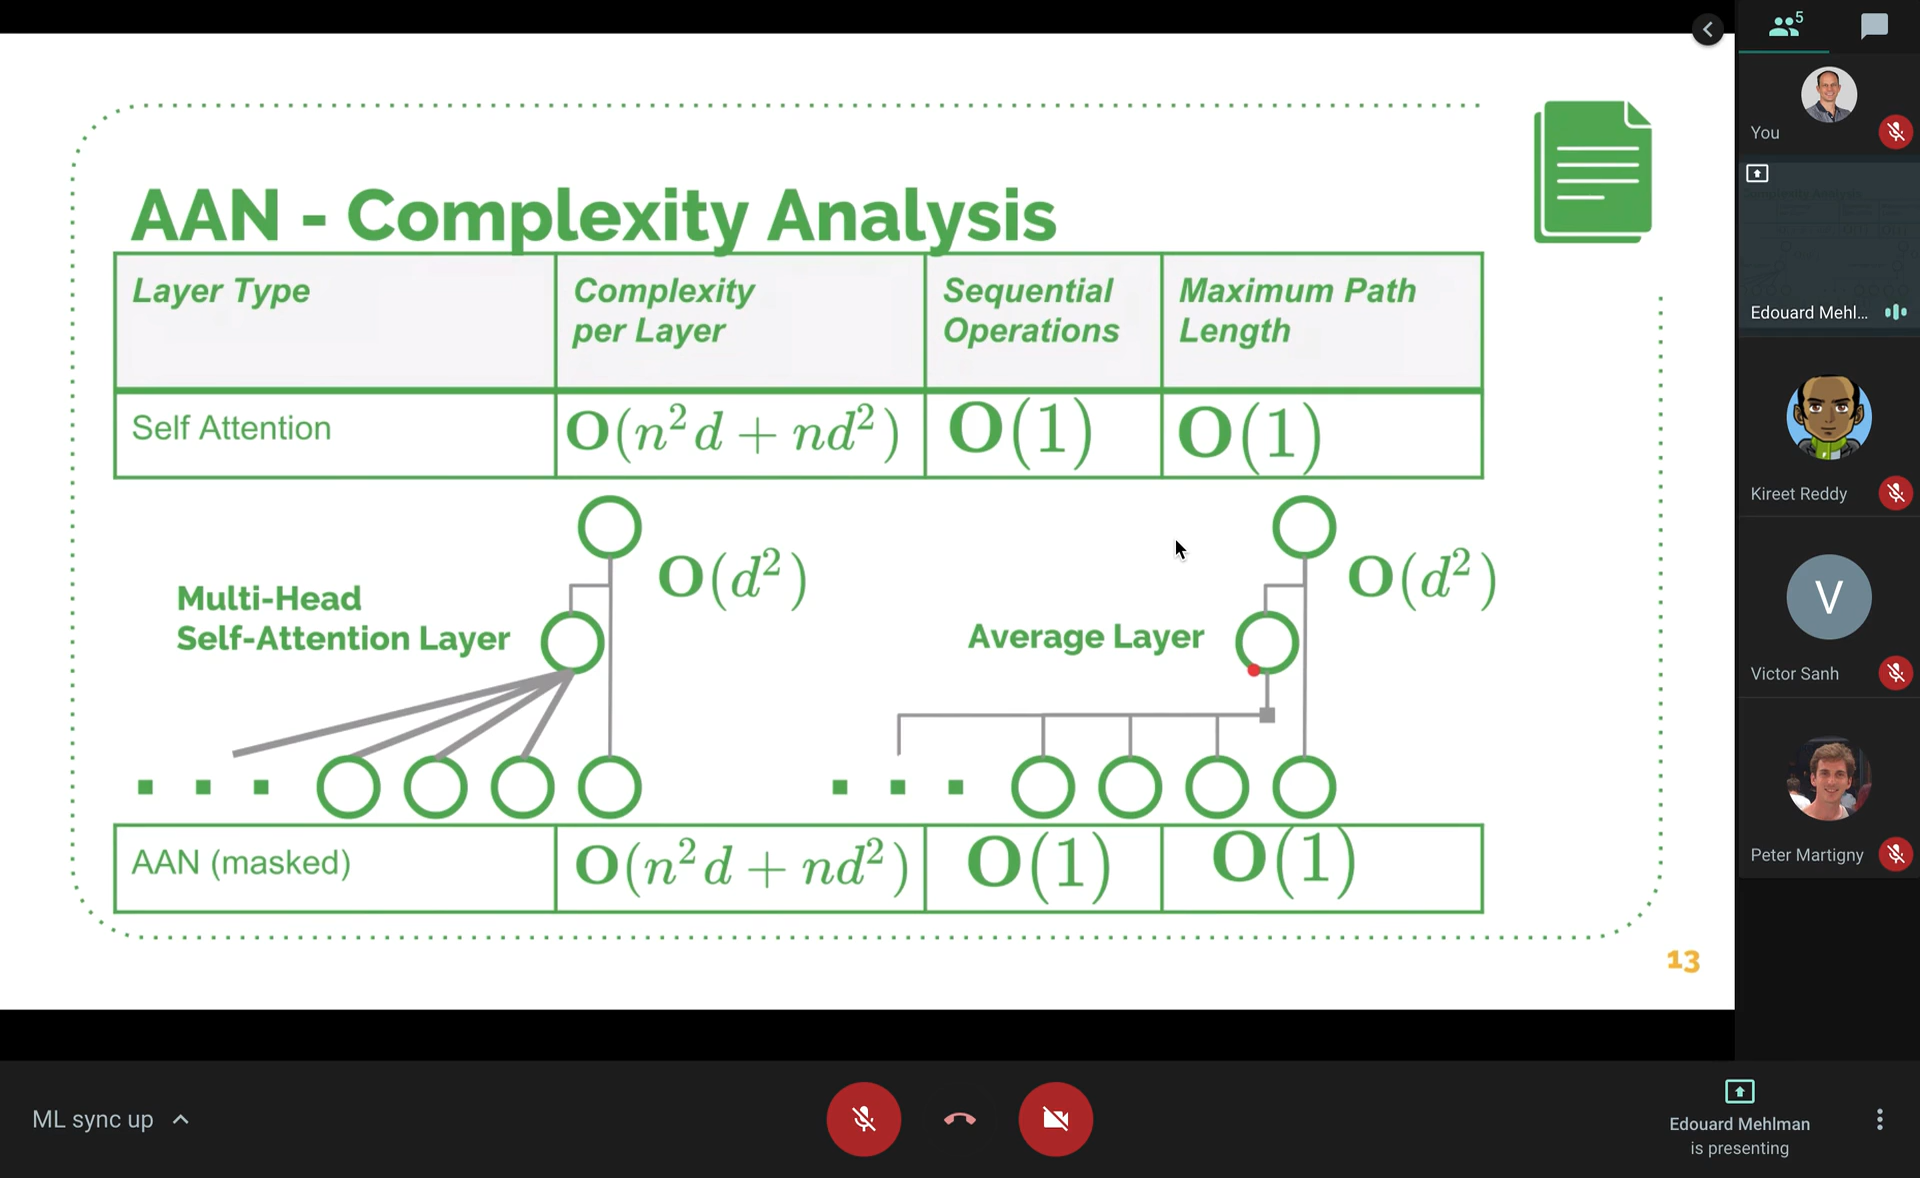 AAN - Complexity Analysis
Layer Type
Complexity
per Layer
Sequential
Operations
Maximum Path
Length
Self Attention
O(n²d + nd²)
O(1)
O(1)
Multi-Head
Self-Attention Layer
O(d²)
Average Layer
O(d²)
AAN (masked)
O(n²d + nd²)
O(1)
O(1)
13
5
You
Edouard Mehl...
Kireet Reddy
V
Victor Sanh
Peter Martigny
ML sync up
Edouard Mehlman
is presenting